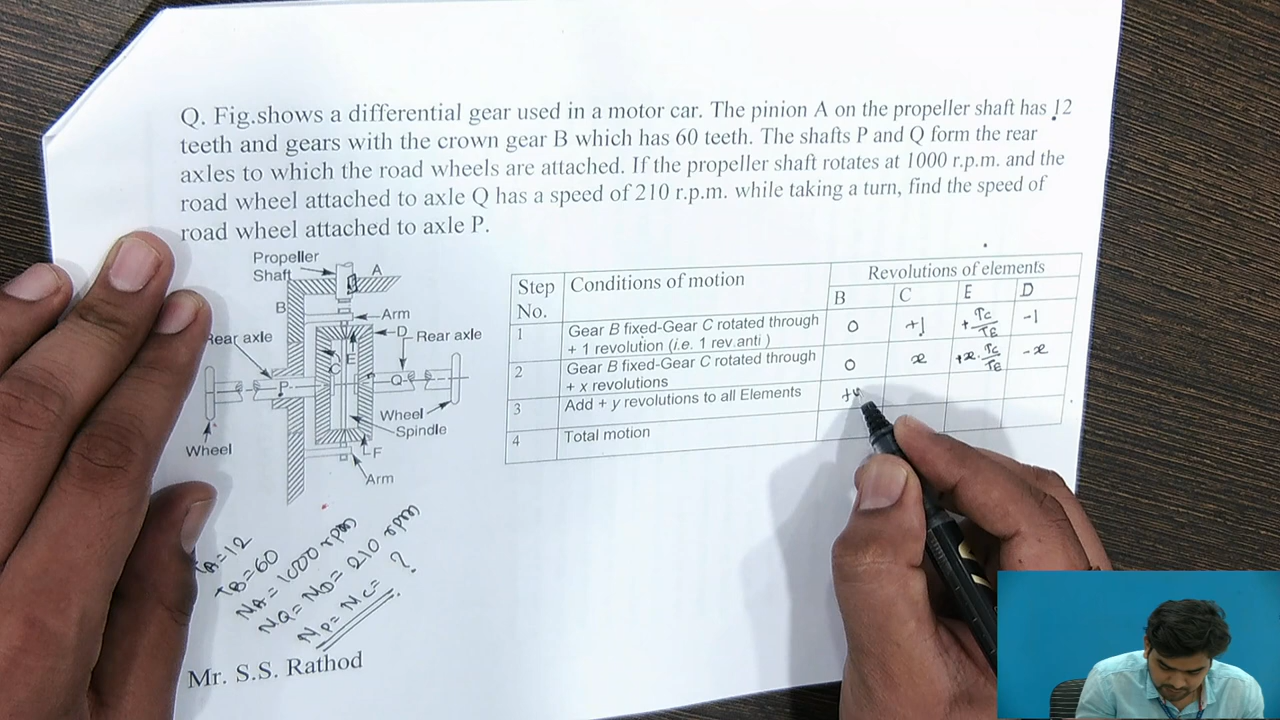 Q. Fig.shows a differential gear used in a motor car. The pinion A on the propeller shaft has 12
teeth and gears with the crown gear B which has 60 teeth. The shafts P and Q form the rear
axles to which the road wheels are attached. If the propeller shaft rotates at 1000 r.p.m. and the
road wheel attached to axle Q has a speed of 210 r.p.m. while taking a turn, find the speed of
road wheel attached to axle P.
Propeller
Shaft
A
B
Arm
Rear axle
D
Rear axle
E
C
P
Q
Wheel
Wheel
Spindle
F
Arm
Step No. Conditions of motion Revolutions of elements
B C E D
1 Gear B fixed-Gear C rotated through
+ 1 revolution (i.e. 1 rev.anti )
0 +1 +TC/TB -1
2 Gear B fixed-Gear C rotated through
+ x revolutions
0 x +x.TC/TB -x
3 Add + y revolutions to all Elements +y
4 Total motion
TA=12
TB=60
NA=1000 rpm
NQ=ND=210 rpm
NP=NC= ?
Mr. S.S. Rathod